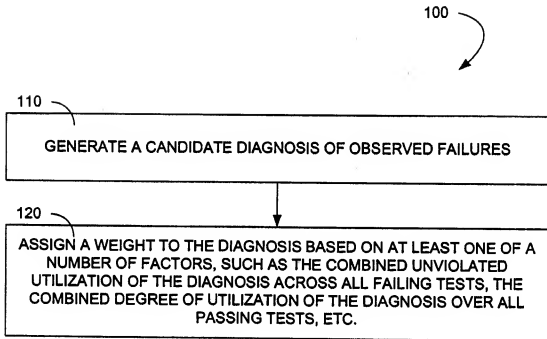 100
110
GENERATE A CANDIDATE DIAGNOSIS OF OBSERVED FAILURES
120
ASSIGN A WEIGHT TO THE DIAGNOSIS BASED ON AT LEAST ONE OF A
NUMBER OF FACTORS, SUCH AS THE COMBINED UNVIOLATED
UTILIZATION OF THE DIAGNOSIS ACROSS ALL FAILING TESTS, THE
COMBINED DEGREE OF UTILIZATION OF THE DIAGNOSIS OVER ALL
PASSING TESTS, ETC.